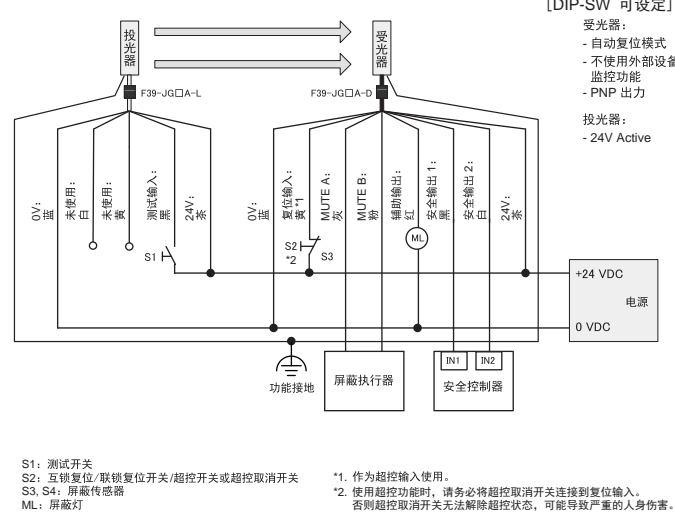 [DIP-SW 可设定]
受光器:
- 自动复位模式
- 不使用外部设备
监控功能
- PNP 出力
投光器:
- 24V Active
投光器
受光器
F39-JG□A-L
F39-JG□A-D
0V: 蓝
未使用: 白
未使用: 黄
测试输入: 黑
24V: 茶
0V: 蓝
复位输入: 黄*1
MUTE A: 灰
MUTE B: 粉
辅助输出: 红
安全输出 1: 黑
安全输出 2: 白
24V: 茶
S1
S2
*2
S3
ML
+24 VDC
电源
0 VDC
功能接地
屏蔽执行器
IN1
IN2
安全控制器
S1: 测试开关
S2: 互锁复位/联锁复位开关/超控开关或超控取消开关
S3, S4: 屏蔽传感器
ML: 屏蔽灯
*1. 作为超控输入使用。
*2. 使用超控功能时，请务必将超控取消开关连接到复位输入。
否则超控取消开关无法解除超控状态，可能导致严重的人身伤害。